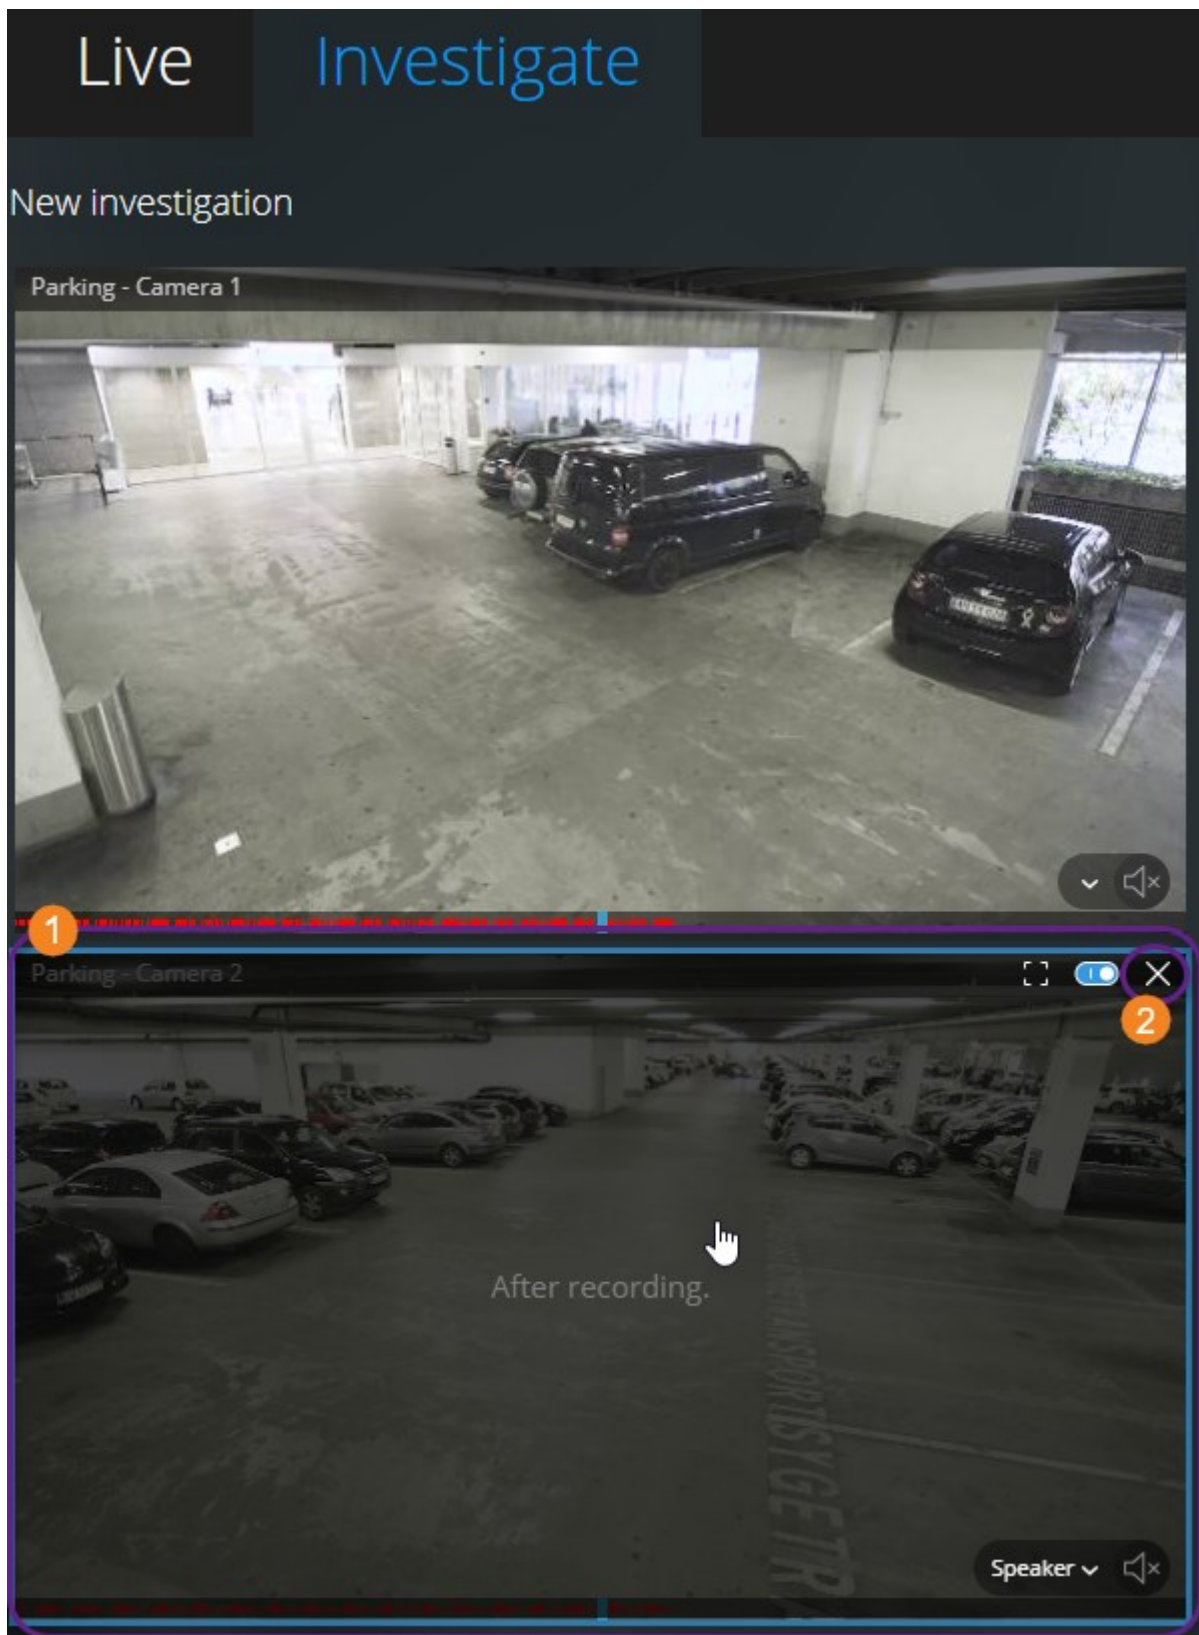 Live
Investigate
New investigation
Parking - Camera 1
1
Parking - Camera 2
2
After recording.
Speaker